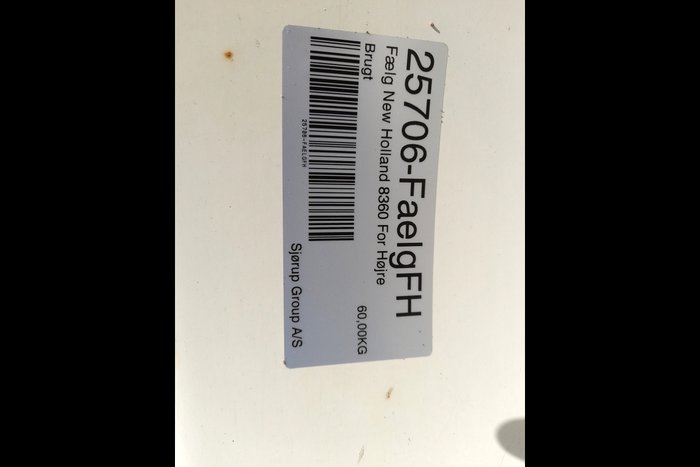 25706-FaelgFH
Fælg New Holland 8360 For Højre
Brugt
60,00KG
25706-FAELGFH
Sjørup Group A/S